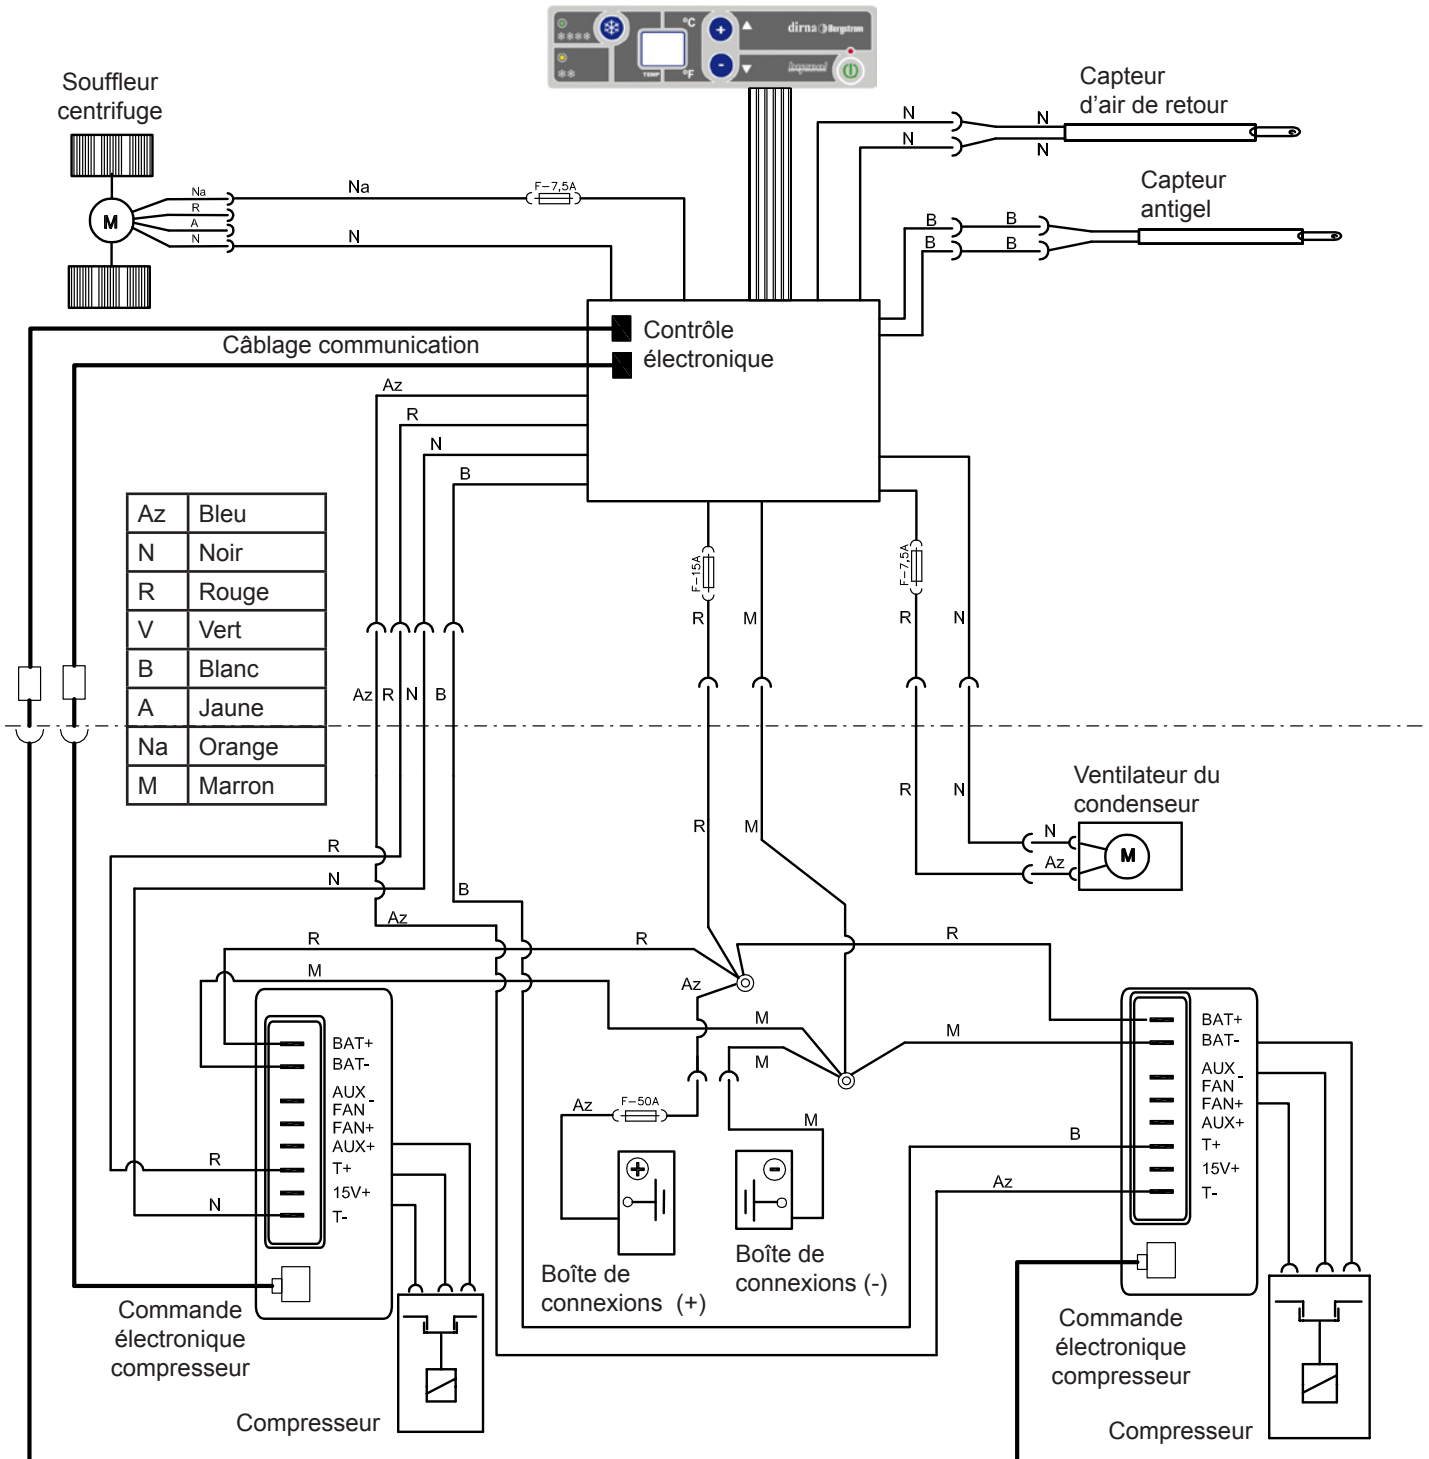 °C
dirna Bergstrom
°F
TEMP
Souffleur
centrifuge
Capteur
d'air de retour
N
N
N
N
Capteur
antigel
B
B
B
B
M
Na
R
A
N
Na
N
F-7,5A
Contrôle
électronique
Câblage communication
Az
R
N
B
Az Bleu
N Noir
R Rouge
V Vert
B Blanc
A Jaune
Na Orange
M Marron
F-15A
F-7,5A
R
M
R
N
Az
R
N
B
R
M
R
N
Ventilateur du
condenseur
N
Az
M
R
N
B
Az
R
R
M
R
Az
M
M
M
BAT+
BAT-
AUX
FAN -
FAN+
AUX+
T+
15V+
T-
R
N
BAT+
BAT-
AUX
FAN -
FAN+
AUX+
T+
15V+
T-
B
Az
Az
F-50A
M
+
-
Boîte de
connexions (+)
Boîte de
connexions (-)
Commande
électronique
compresseur
Compresseur
Commande
électronique
compresseur
Compresseur